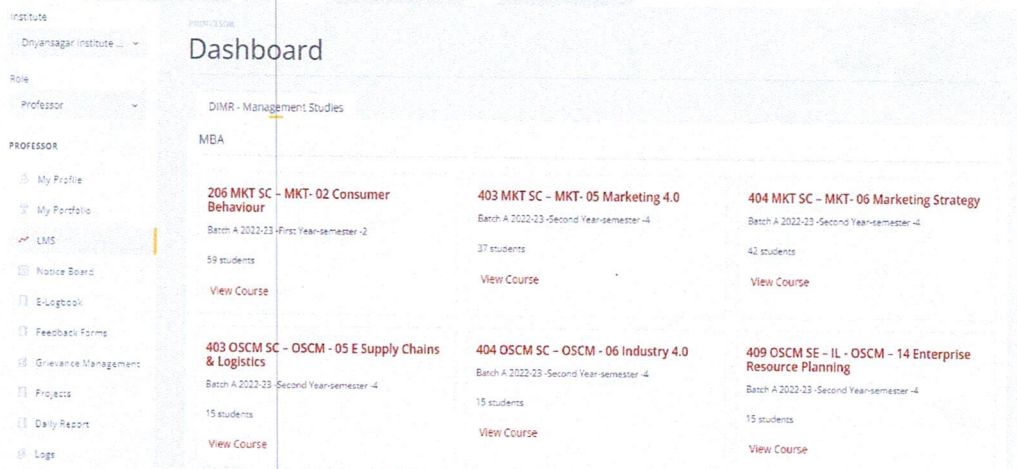 Institute
Dnyansagar Institute ...
Role
Professor
PROFESSOR
My Profile
My Portfolio
LMS
Notice Board
E-Logbook
Feedback Forms
Grievance Management
Projects
Daily Report
Logs
PROFESSOR
Dashboard
DIMR - Management Studies
MBA
206 MKT SC – MKT- 02 Consumer
Behaviour
Batch A 2022-23 -First Year-semester -2
59 students
View Course
403 MKT SC – MKT- 05 Marketing 4.0
Batch A 2022-23 -Second Year-semester -4
37 students
View Course
404 MKT SC – MKT- 06 Marketing Strategy
Batch A 2022-23 -Second Year-semester -4
42 students
View Course
403 OSCM SC – OSCM - 05 E Supply Chains
& Logistics
Batch A 2022-23 -Second Year-semester -4
15 students
View Course
404 OSCM SC – OSCM - 06 Industry 4.0
Batch A 2022-23 -Second Year-semester -4
15 students
View Course
409 OSCM SE – IL - OSCM – 14 Enterprise
Resource Planning
Batch A 2022-23 -Second Year-semester -4
15 students
View Course